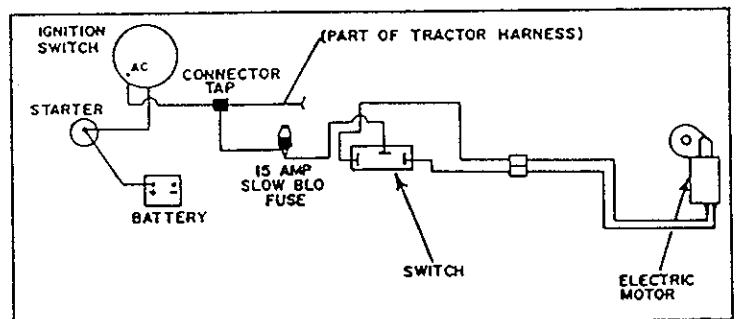 IGNITION
SWITCH
AC
(PART OF TRACTOR HARNESS)
CONNECTOR
TAP
STARTER
15 AMP
SLOW BLO
FUSE
+ -
BATTERY
SWITCH
ELECTRIC
MOTOR